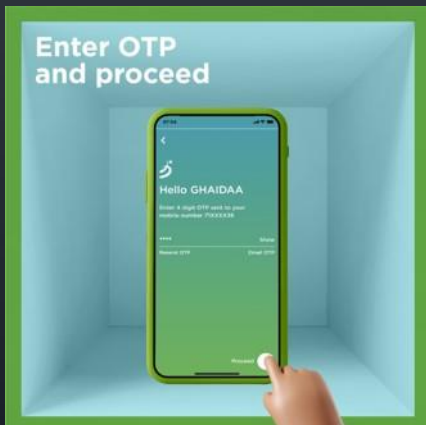 Enter OTP
and proceed
Hello GHAIDAA
Enter 4 digit OTP sent to your
mobile number 71XXXX38
**** Show
Resend OTP Email OTP
Proceed